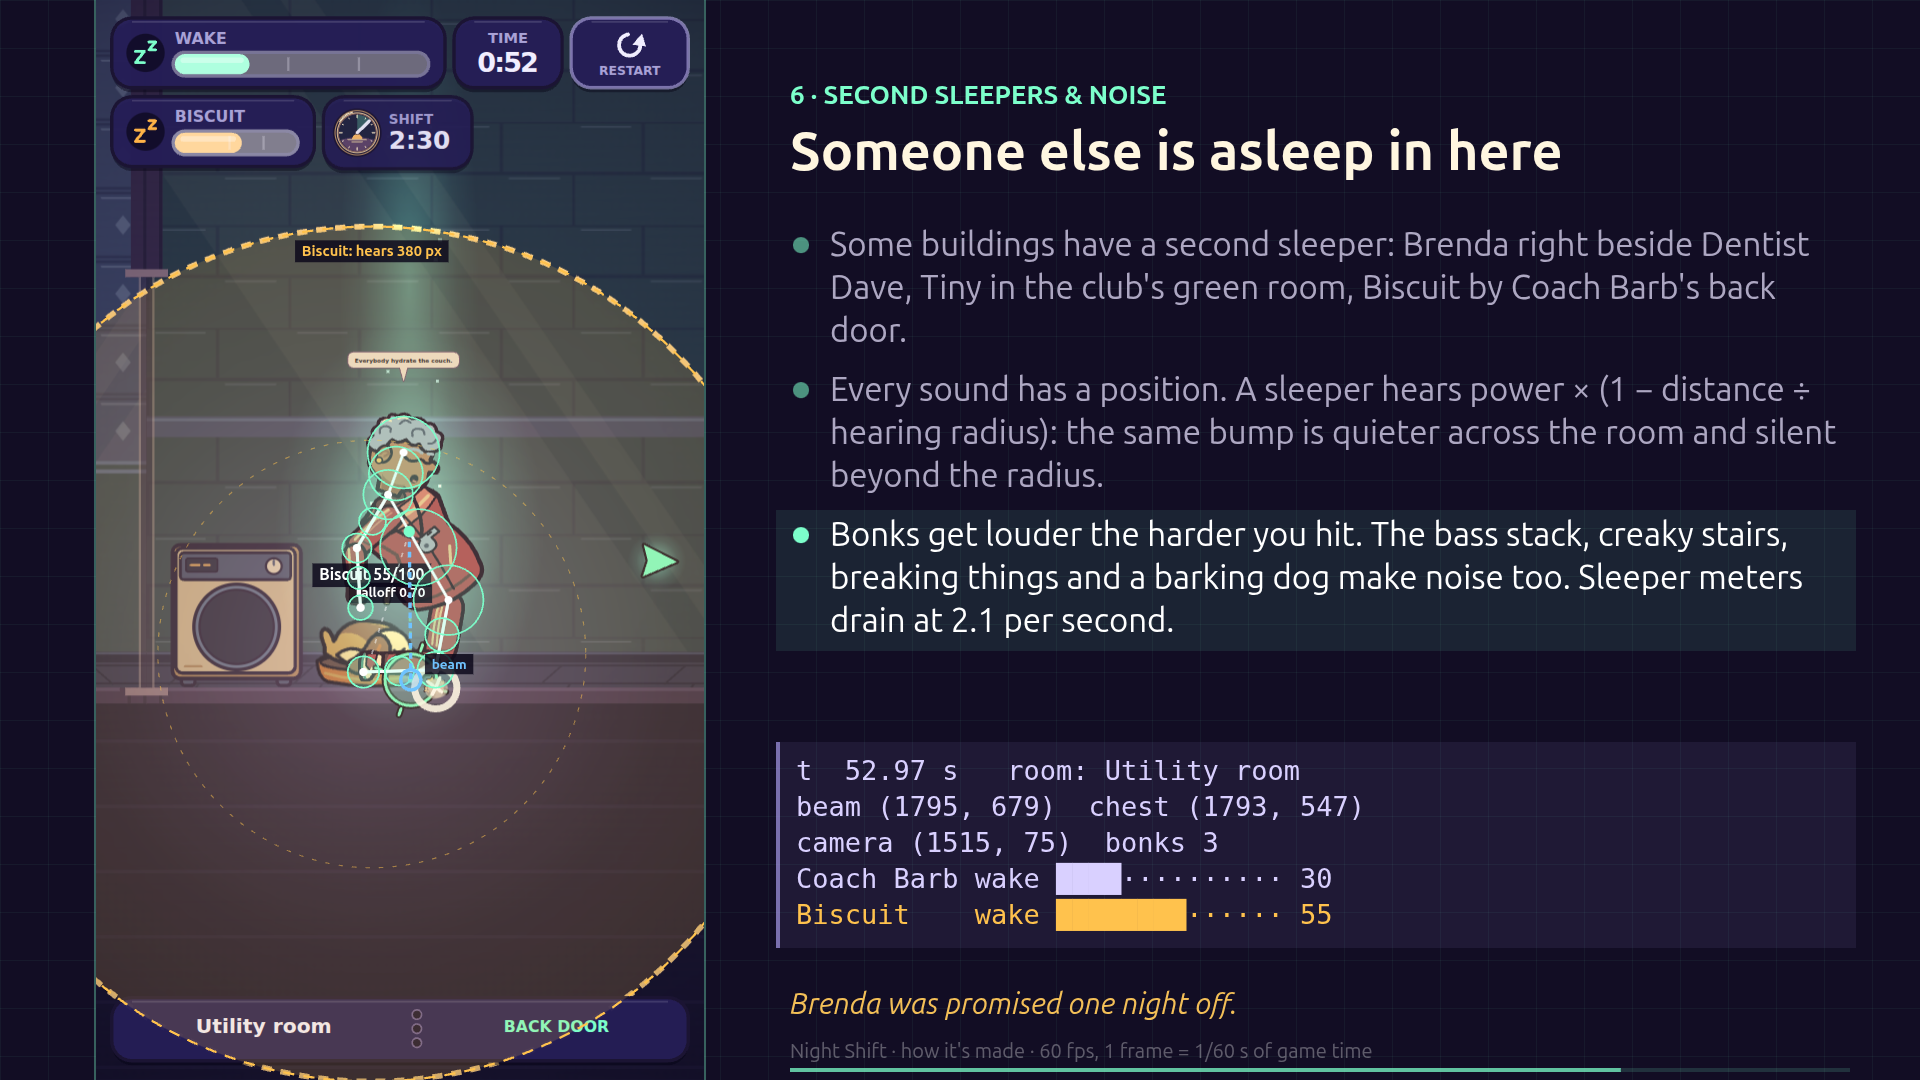 WAKE
TIME
0:52
RESTART
BISCUIT
SHIFT
2:30
Biscuit: hears 380 px
Everybody hydrate the couch.
Biscuit 55/100
falloff 0.70
beam
Utility room
BACK DOOR
6 · SECOND SLEEPERS & NOISE
Someone else is asleep in here
Some buildings have a second sleeper: Brenda right beside Dentist
Dave, Tiny in the club's green room, Biscuit by Coach Barb's back
door.
Every sound has a position. A sleeper hears power × (1 − distance ÷
hearing radius): the same bump is quieter across the room and silent
beyond the radius.
Bonks get louder the harder you hit. The bass stack, creaky stairs,
breaking things and a barking dog make noise too. Sleeper meters
drain at 2.1 per second.
t 52.97 s room: Utility room
beam (1795, 679) chest (1793, 547)
camera (1515, 75) bonks 3
Coach Barb wake ████·········· 30
Biscuit wake ████████······ 55
Brenda was promised one night off.
Night Shift · how it's made · 60 fps, 1 frame = 1/60 s of game time